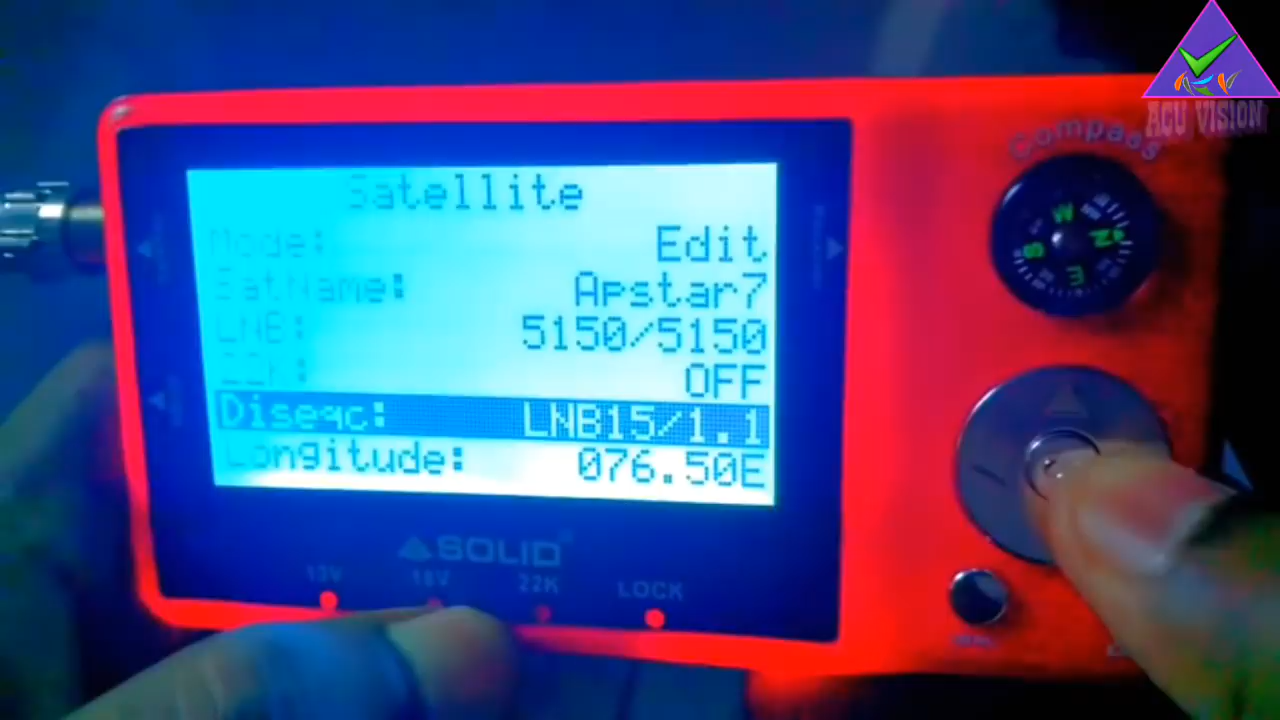 ACU VISION
Compass
W
N
S
E
Satellite
Mode: Edit
SatName: Apstar7
LNB: 5150/5150
22K: OFF
Diseqc: LNB15/1.1
Longitude: 076.50E
SOLID
13V 18V 22K LOCK